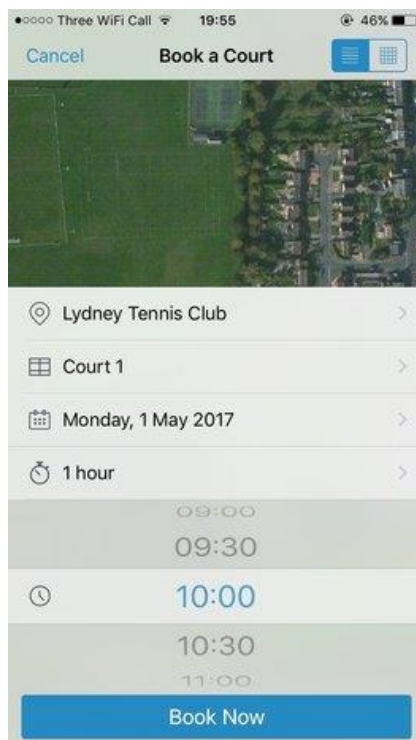 Three WiFi Call 19:55 46%
Cancel Book a Court
Lydney Tennis Club
Court 1
Monday, 1 May 2017
1 hour
09:00
09:30
10:00
10:30
11:00
Book Now